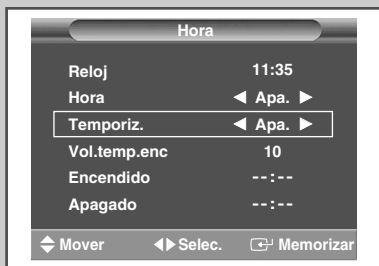 Hora
Reloj 11:35
Hora ◀ Apa. ▶
Temporiz. ◀ Apa. ▶
Vol.temp.enc 10
Encendido --:--
Apagado --:--
Mover Selec. Memorizar